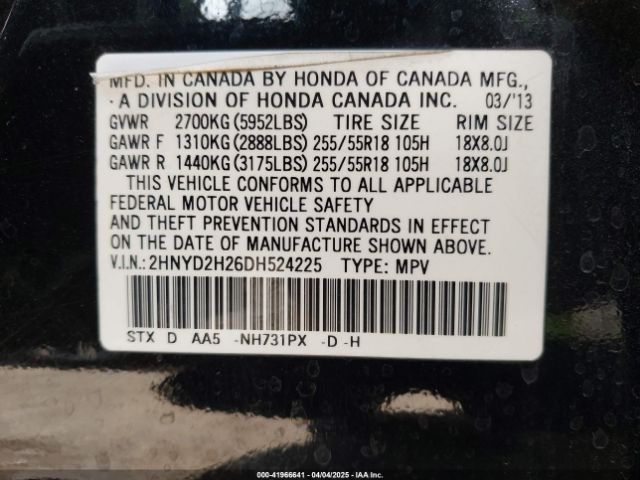 MFD. IN CANADA BY HONDA OF CANADA MFG.,
· A DIVISION OF HONDA CANADA INC. 03/'13
GVWR 2700KG (5952LBS) TIRE SIZE RIM SIZE
GAWR F 1310KG (2888LBS) 255/55R18 105H 18X8.0J
GAWR R 1440KG (3175LBS) 255/55R18 105H 18X8.0J
THIS VEHICLE CONFORMS TO ALL APPLICABLE
FEDERAL MOTOR VEHICLE SAFETY
AND THEFT PREVENTION STANDARDS IN EFFECT
ON THE DATE OF MANUFACTURE SHOWN ABOVE.
V.I.N.:2HNYD2H26DH524225 TYPE: MPV
STX D AA5 -NH731PX -D -H
000-41966641 - 04/04/2025 - IAA Inc.